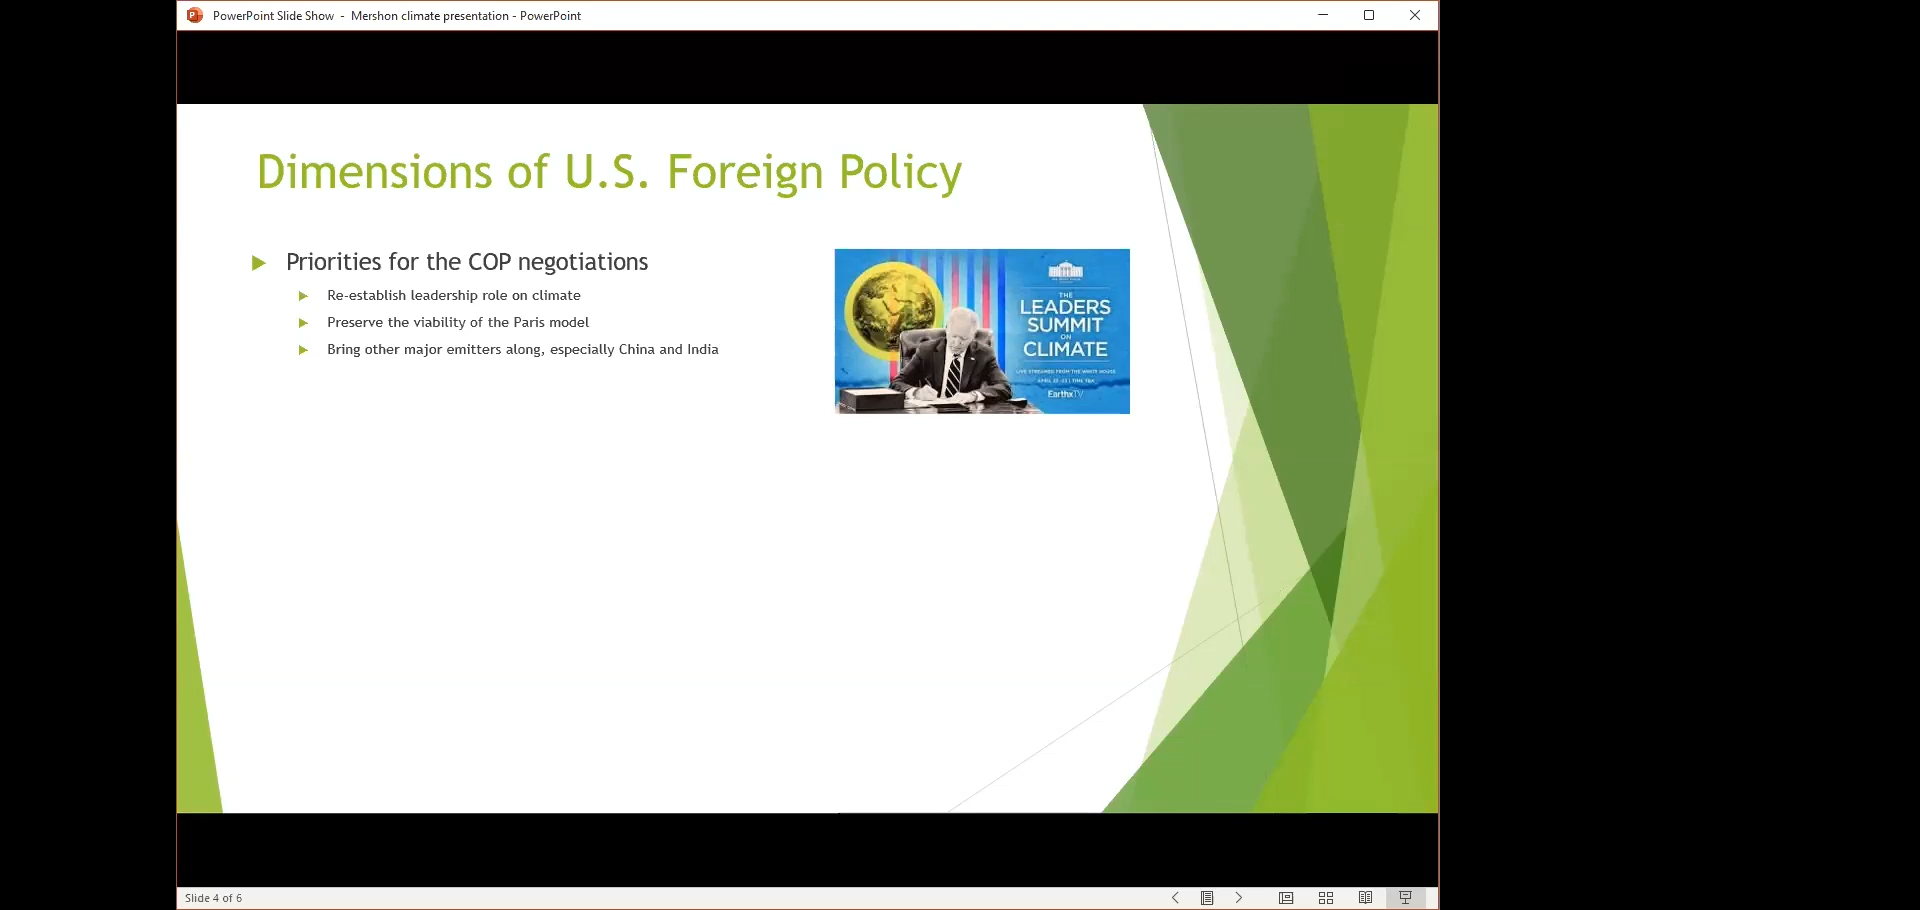 PowerPoint Slide Show - Mershon climate presentation - PowerPoint
Dimensions of U.S. Foreign Policy
Priorities for the COP negotiations
Re-establish leadership role on climate
Preserve the viability of the Paris model
Bring other major emitters along, especially China and India
THE
LEADERS
SUMMIT
ON
CLIMATE
LIVE STREAMED FROM THE WHITE HOUSE
APRIL 22-23 | TIME TBA
EarthxTV
Slide 4 of 6